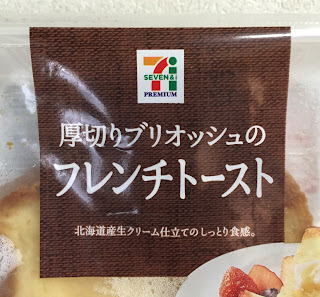 7
SEVEN&i
PREMIUM
厚切りブリオッシュの
フレンチトースト
北海道産生クリーム仕立てのしっとり食感。